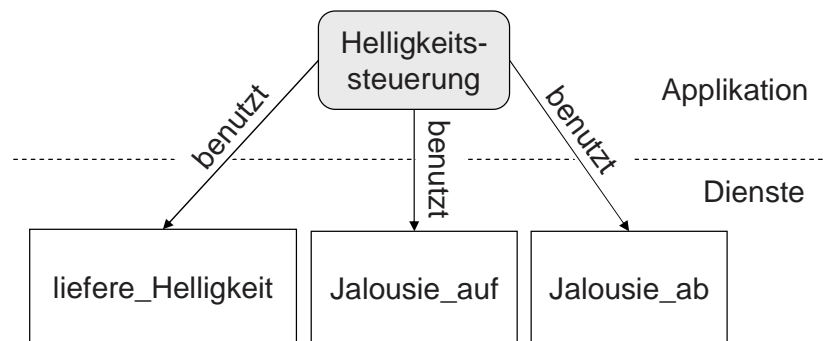 Helligkeits-
steuerung
Applikation
benutzt
benutzt
benutzt
Dienste
liefere_Helligkeit
Jalousie_auf
Jalousie_ab